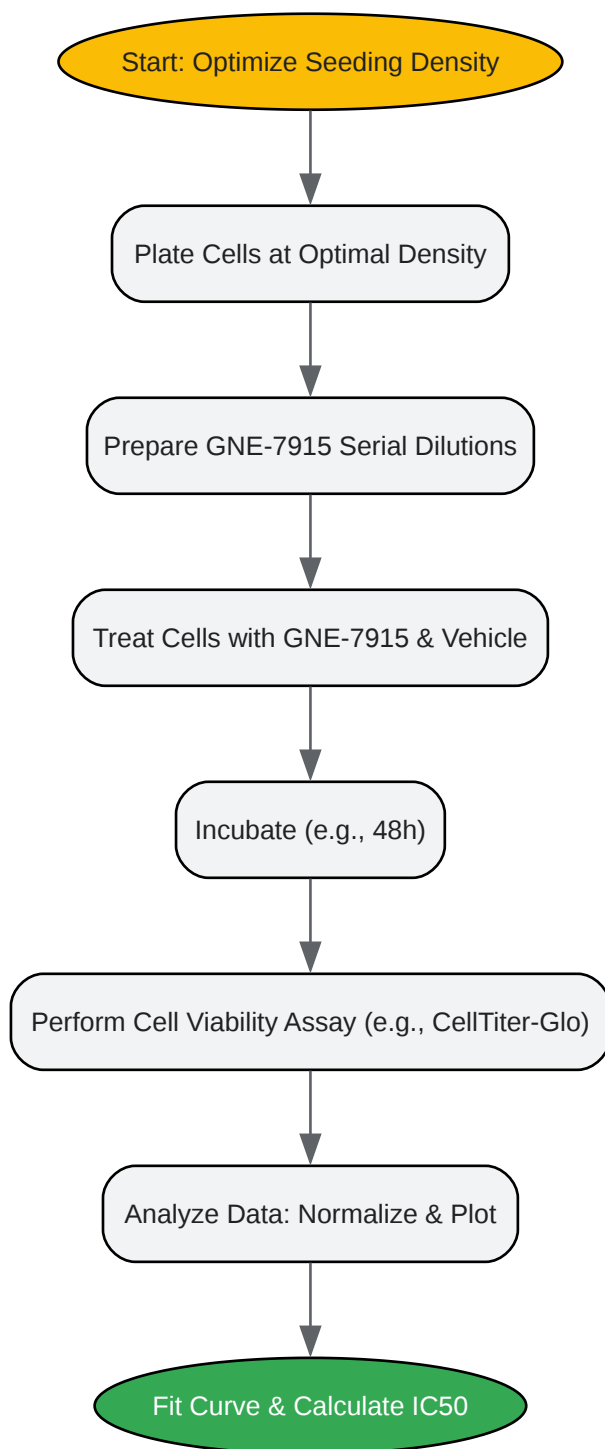 Start: Optimize Seeding Density
Plate Cells at Optimal Density
Prepare GNE-7915 Serial Dilutions
Treat Cells with GNE-7915 & Vehicle
Incubate (e.g., 48h)
Perform Cell Viability Assay (e.g., CellTiter-Glo)
Analyze Data: Normalize & Plot
Fit Curve & Calculate IC50